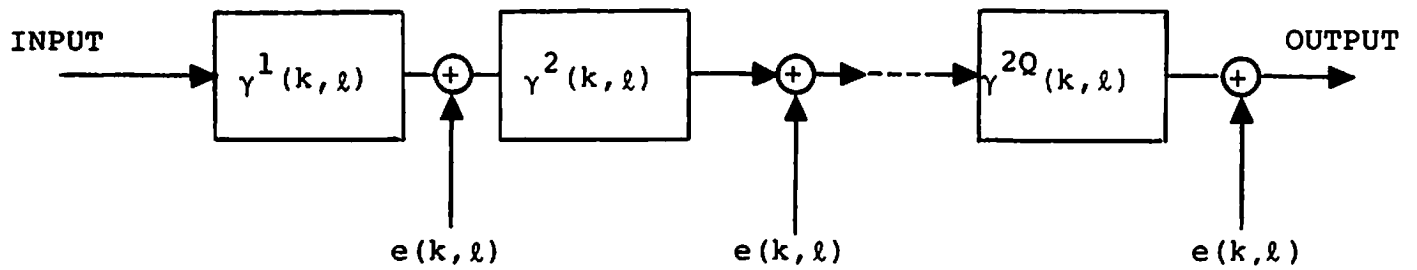 INPUT
OUTPUT
γ¹(k,ℓ)
+
γ²(k,ℓ)
+
γ²Q(k,ℓ)
+
e(k,ℓ)
e(k,ℓ)
e(k,ℓ)